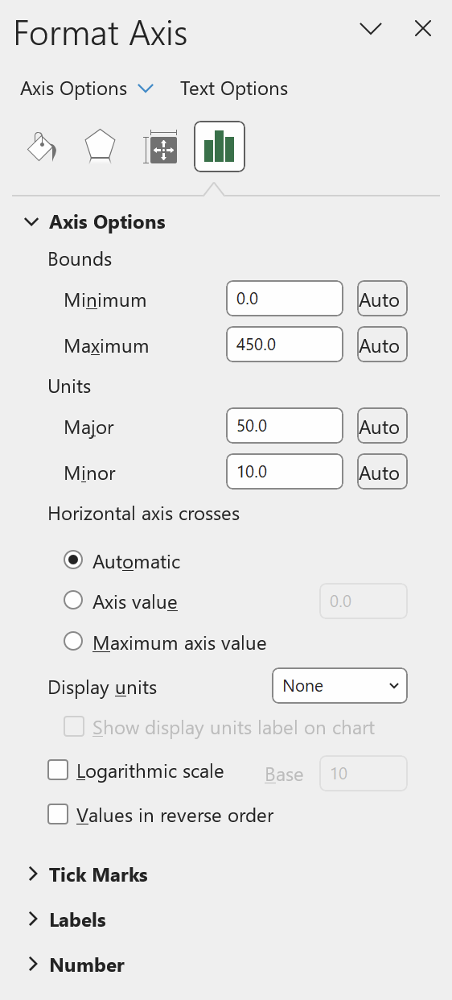 Format Axis
Axis Options Text Options
Axis Options
Bounds
Minimum 0.0 Auto
Maximum 450.0 Auto
Units
Major 50.0 Auto
Minor 10.0 Auto
Horizontal axis crosses
Automatic
Axis value 0.0
Maximum axis value
Display units None
Show display units label on chart
Logarithmic scale Base 10
Values in reverse order
Tick Marks
Labels
Number